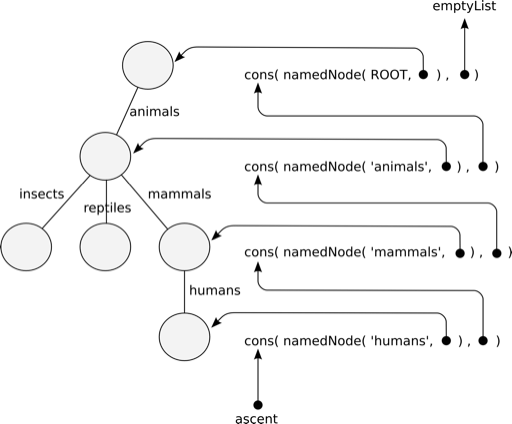 emptyList
cons( namedNode( ROOT, ) , )
animals
cons( namedNode( 'animals', ) , )
insects
reptiles
mammals
cons( namedNode( 'mammals', ) , )
humans
cons( namedNode( 'humans', ) , )
ascent